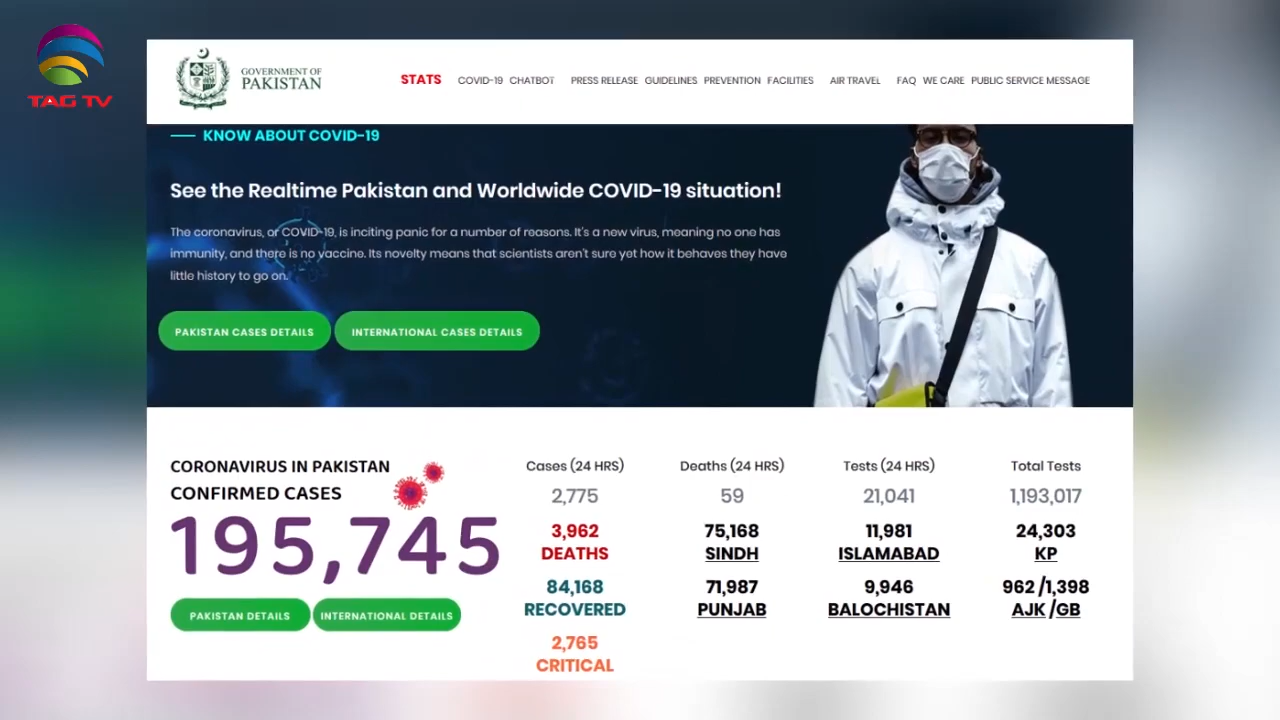 TAG TV
GOVERNMENT OF
PAKISTAN
STATS COVID-19 CHATBOT PRESS RELEASE GUIDELINES PREVENTION FACILITIES AIR TRAVEL FAQ WE CARE PUBLIC SERVICE MESSAGE
KNOW ABOUT COVID-19
See the Realtime Pakistan and Worldwide COVID-19 situation!
The coronavirus, or COVID-19, is inciting panic for a number of reasons. It's a new virus, meaning no one has
immunity, and there is no vaccine. Its novelty means that scientists aren't sure yet how it behaves they have
little history to go on.
PAKISTAN CASES DETAILS INTERNATIONAL CASES DETAILS
CORONAVIRUS IN PAKISTAN
CONFIRMED CASES
195,745
PAKISTAN DETAILS INTERNATIONAL DETAILS
Cases (24 HRS) Deaths (24 HRS) Tests (24 HRS) Total Tests
2,775 59 21,041 1,193,017
3,962 75,168 11,981 24,303
DEATHS SINDH ISLAMABAD KP
84,168 71,987 9,946 962 /1,398
RECOVERED PUNJAB BALOCHISTAN AJK /GB
2,765
CRITICAL